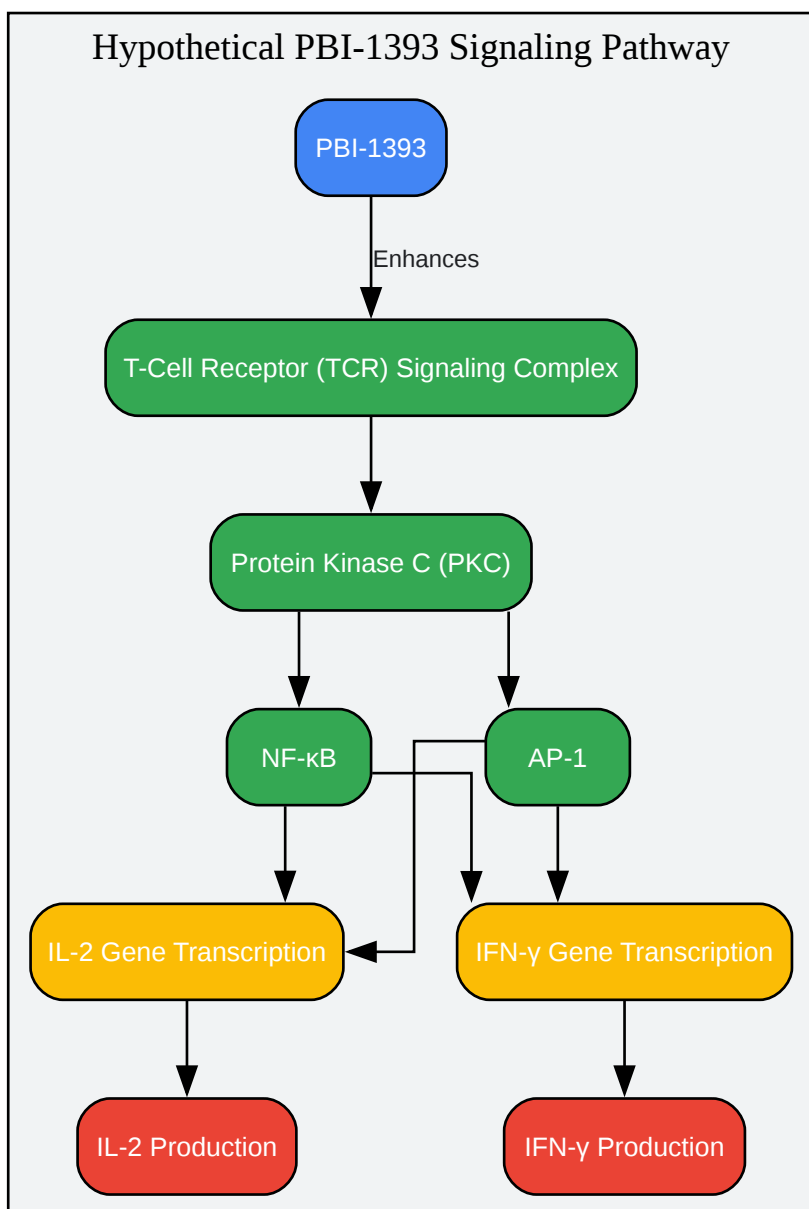 Hypothetical PBI-1393 Signaling Pathway
PBI-1393
Enhances
T-Cell Receptor (TCR) Signaling Complex
Protein Kinase C (PKC)
NF-κB
AP-1
IL-2 Gene Transcription
IFN-γ Gene Transcription
IL-2 Production
IFN-γ Production